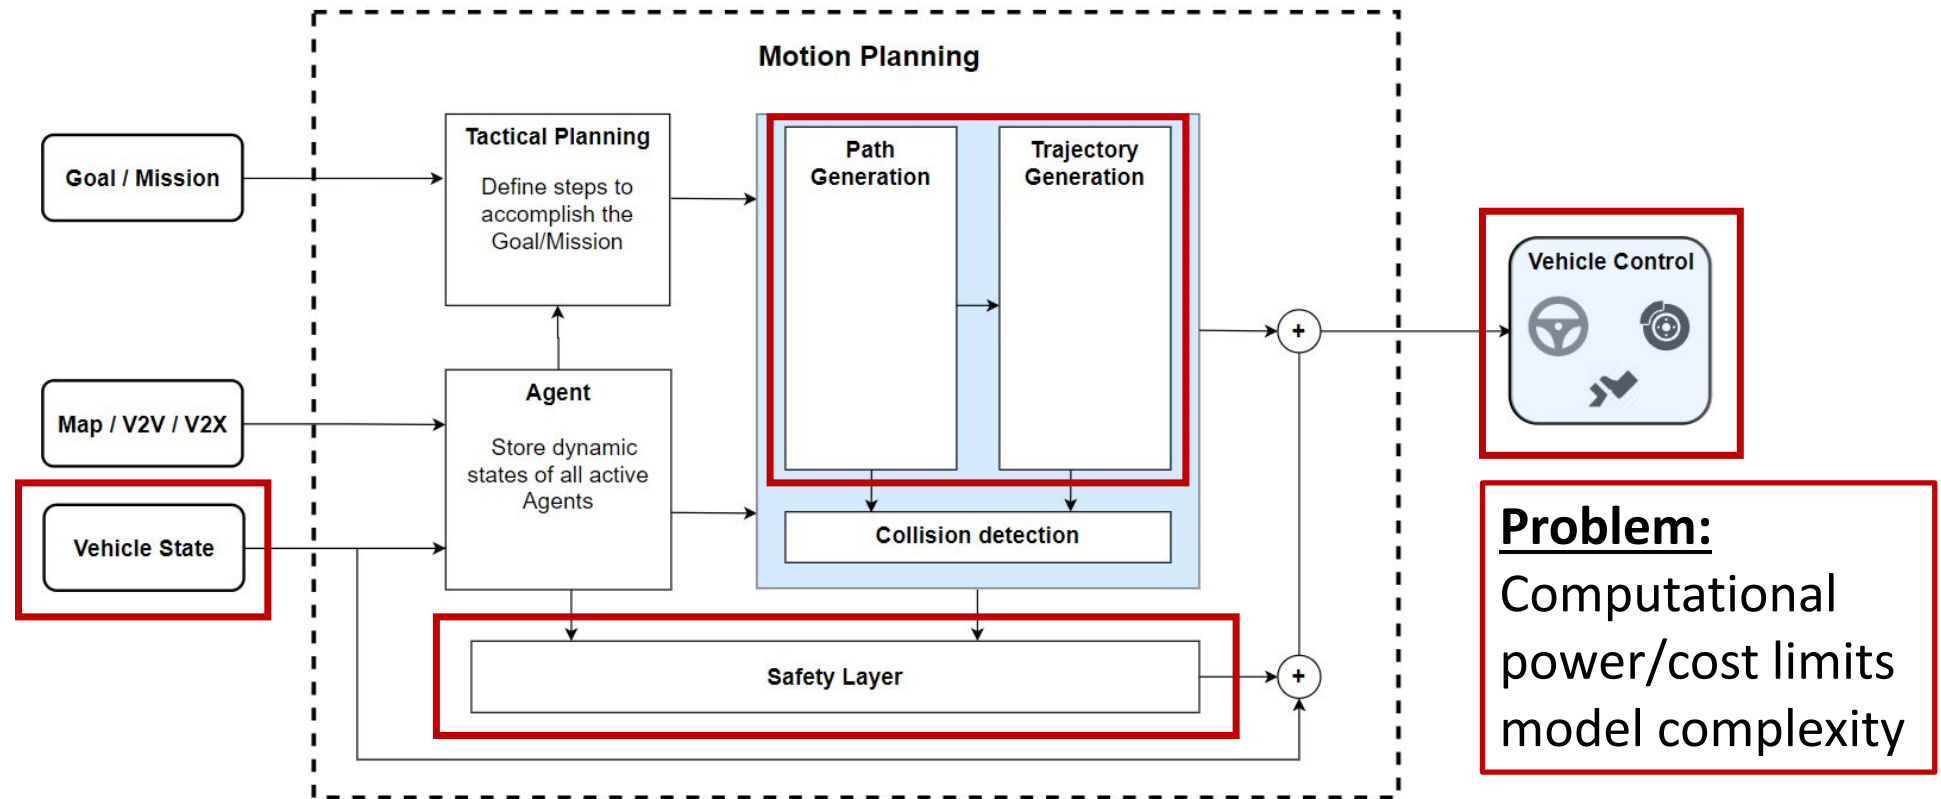 Motion Planning
Goal / Mission
Tactical Planning
Define steps to
accomplish the
Goal/Mission
Path
Generation
Trajectory
Generation
Vehicle Control
Map / V2V / V2X
Agent
Store dynamic
states of all active
Agents
Vehicle State
Collision detection
+
Safety Layer
+
Problem:
Computational
power/cost limits
model complexity